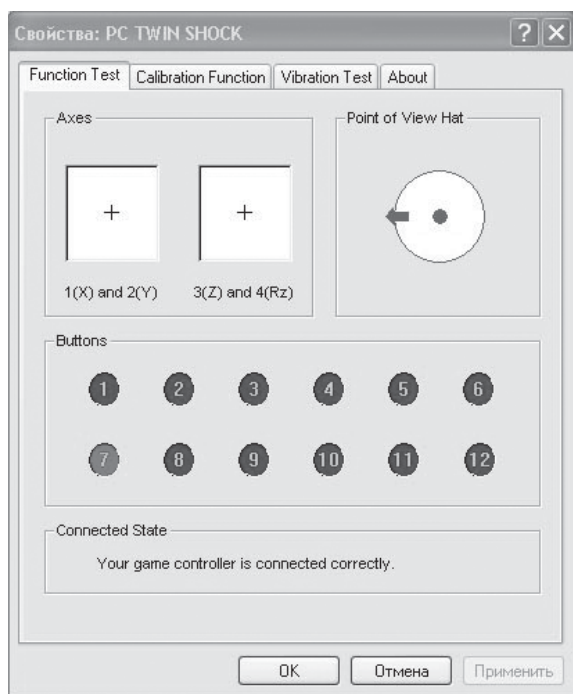 Свойства: PC TWIN SHOCK
Function Test Calibration Function Vibration Test About
Axes
Point of View Hat
1(X) and 2(Y) 3(Z) and 4(Rz)
Buttons
1 2 3 4 5 6
7 8 9 10 11 12
Connected State
Your game controller is connected correctly.
OK Отмена Применить